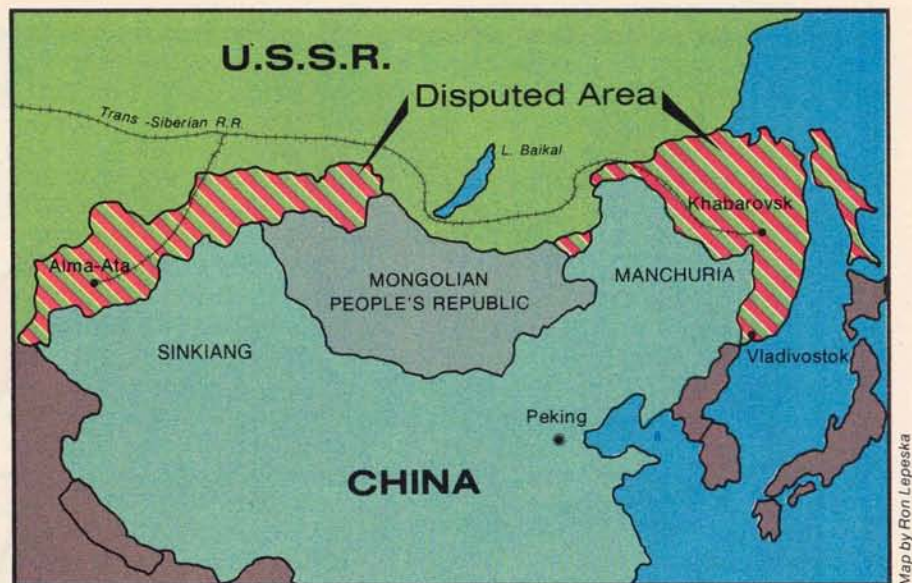 U.S.S.R.
Disputed Area
Trans-Siberian R.R.
L. Baikal
Khabarovsk
Alma-Ata
MONGOLIAN
PEOPLE'S REPUBLIC
MANCHURIA
SINKIANG
Vladivostok
Peking
CHINA
Map by Ron Lepeska